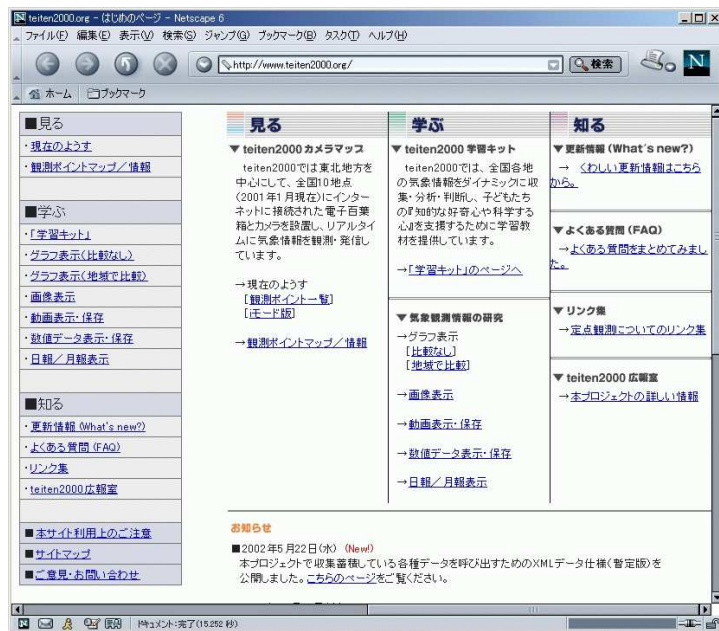 teiten2000.org - (はじめのページ) - Netscape 6
ファイル(F) 編集(E) 表示(V) 検索(S) ジャンプ(G) ブックマーク(B) タスク(T) ヘルプ(H)
http://www.teiten2000.org/
検索
N
ホーム ブックマーク
■見る
・現在のようす
・観測ポイントマップ／情報
■学ぶ
・「学習キット」
・グラフ表示(比較なし)
・グラフ表示(地域で比較)
・画像表示
・動画表示・保存
・数値データ表示・保存
・日報／月報表示
■知る
・更新情報 (What's new?)
・よくある質問 (FAQ)
・リンク集
・teiten2000広報室
■本サイト利用上のご注意
■サイトマップ
■ご意見・お問い合わせ
見る
▼ teiten2000 カメラマップ
teiten2000では東北地方を
中心にして、全国10地点
(2001年1月現在)にインター
ネットに接続された電子百葉
箱とカメラを設置し、リアルタイ
ムに気象情報を観測・発信し
ています。
→現在のようす
[観測ポイント一覧]
[iモード版]
→観測ポイントマップ／情報
学ぶ
▼ teiten2000 学習キット
teiten2000では、全国各地
の気象情報をダイナミックに収
集・分析・判断し、子どもたち
の『知的な好奇心や科学する
心』を支援するために学習教
材を提供しています。
→「学習キット」のページへ
▼ 気象観測情報の研究
→グラフ表示
[比較なし]
[地域で比較]
→画像表示
→動画表示・保存
→数値データ表示・保存
→日報／月報表示
知る
▼更新情報 (What's new?)
→ くわしい更新情報はこちら
から。
▼よくある質問 (FAQ)
→よくある質問をまとめてみまし
た。
▼リンク集
→定点観測についてのリンク集
▼ teiten2000 広報室
→本プロジェクトの詳しい情報
お知らせ
■2002年5月22日(水) (New!)
本プロジェクトで収集蓄積している各種データを呼び出すためのXMLデータ仕様(暫定版)を
公開しました。こちらのページをご覧ください。
ドキュメント:完了(15.252 秒)